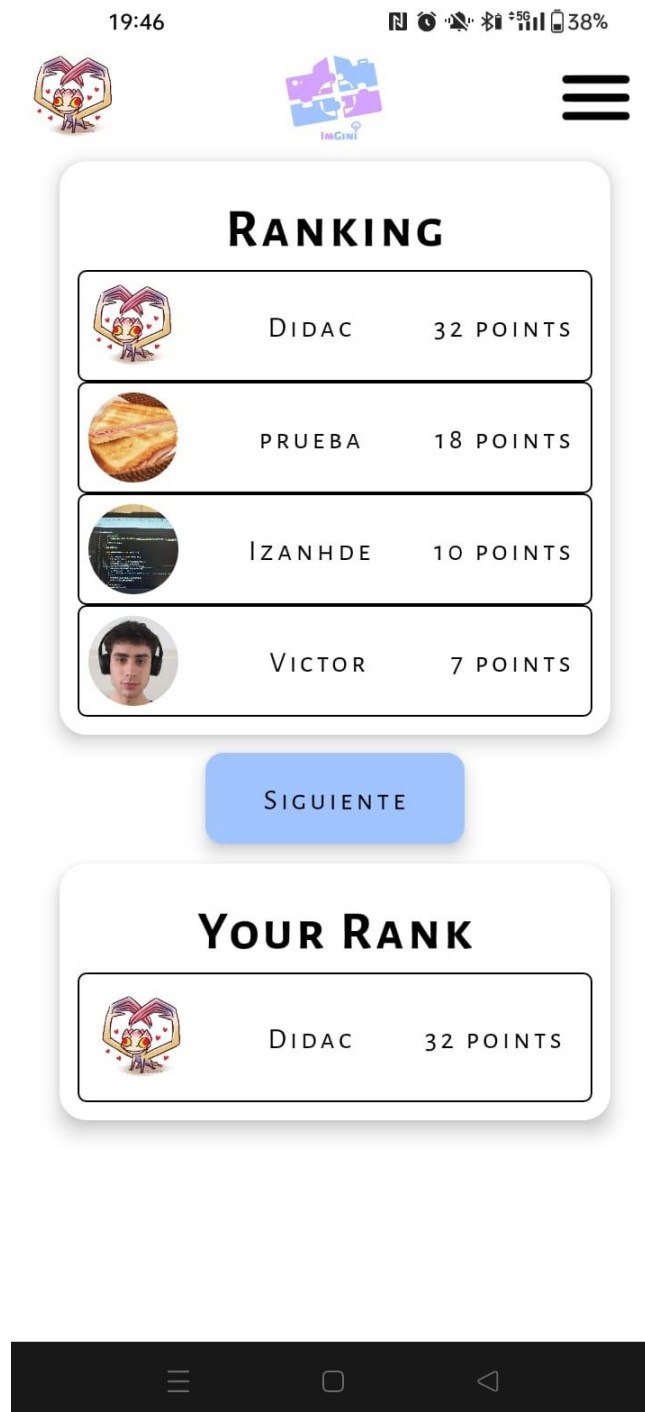 19:46 5G 38%
ImGini
Ranking
Didac 32 points
prueba 18 points
Izanhde 10 points
Victor 7 points
Siguiente
Your Rank
Didac 32 points